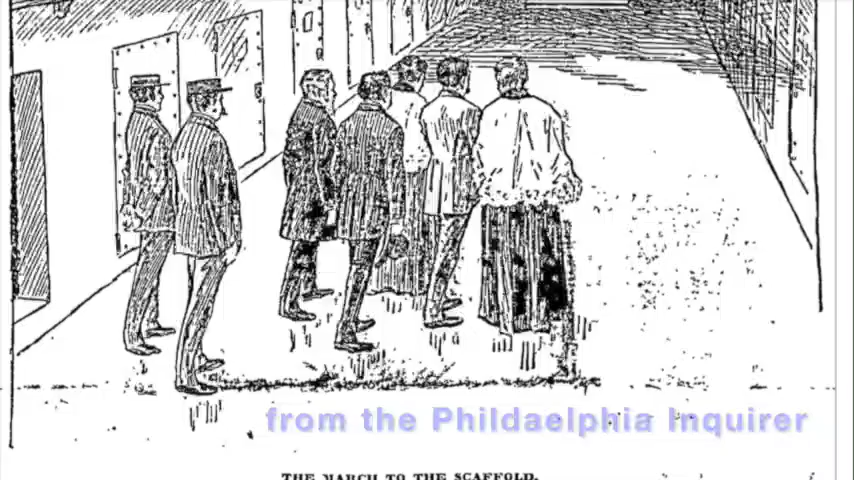 from the Phildaelphia Inquirer
THE MARCH TO THE SCAFFOLD.